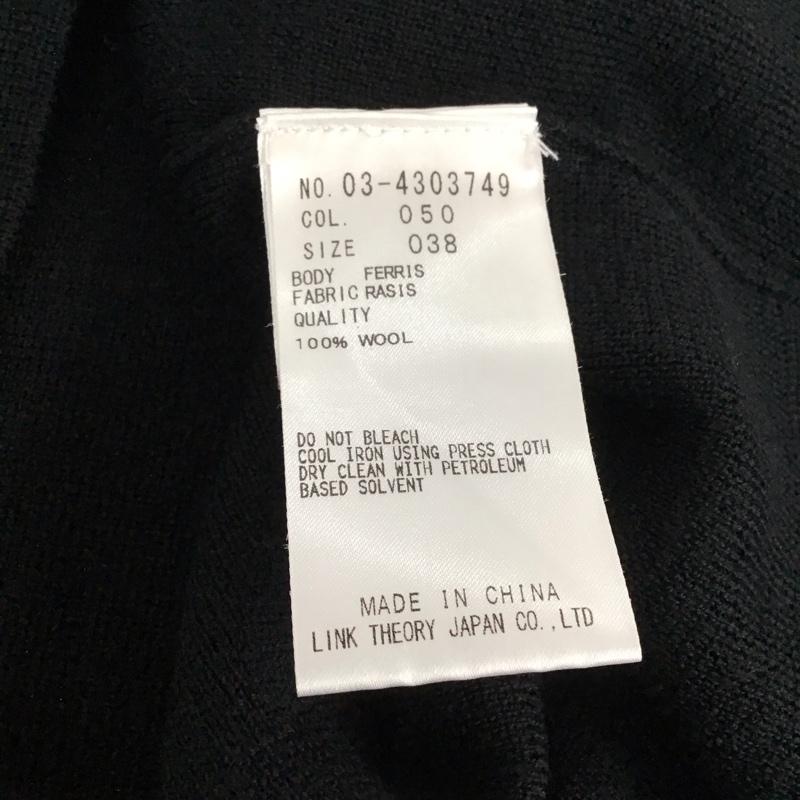 NO. 03-4303749
COL. 050
SIZE 038
BODY FERRIS
FABRIC RASIS
QUALITY
100% WOOL
DO NOT BLEACH
COOL IRON USING PRESS CLOTH
DRY CLEAN WITH PETROLEUM
BASED SOLVENT
MADE IN CHINA
LINK THEORY JAPAN CO.,LTD